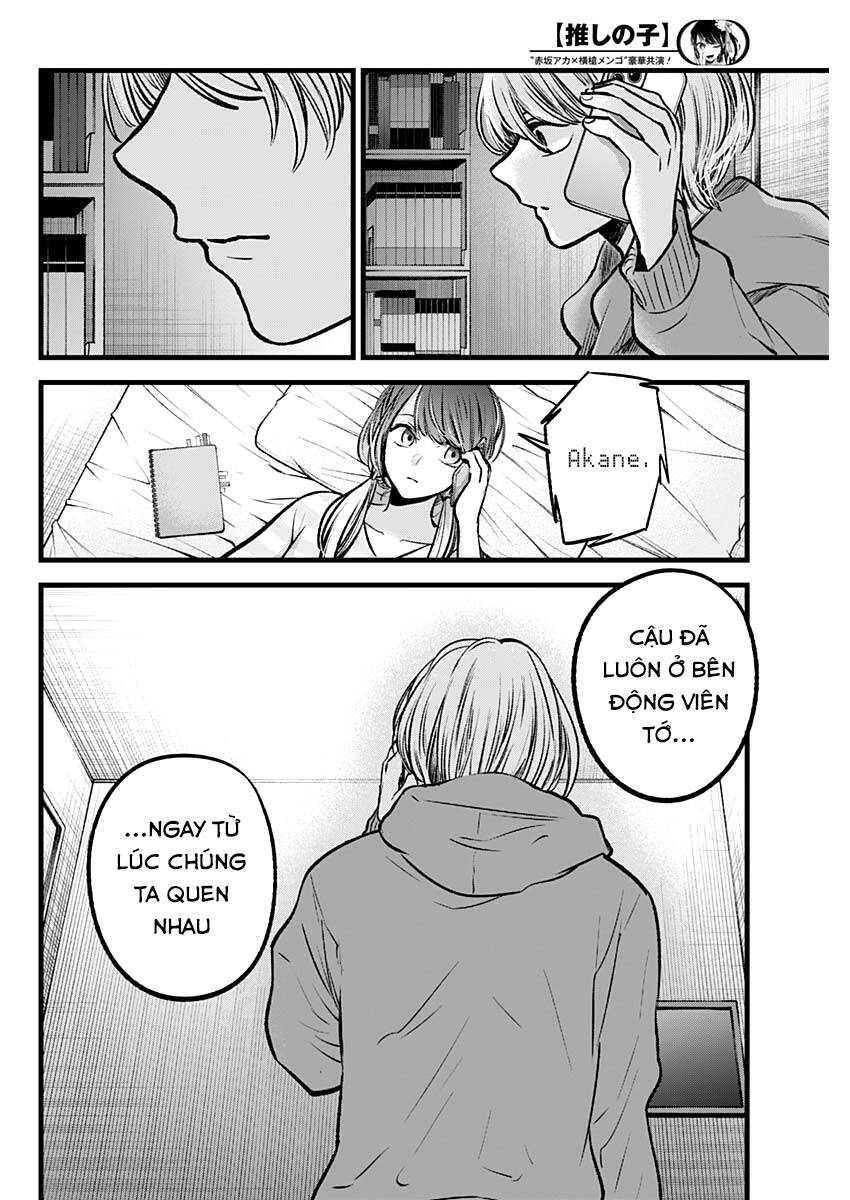 【推しの子】
“赤坂アカ×横槍メンゴ”豪華共演！
Akane.
CẬU ĐÃ
LUÔN Ở BÊN
ĐỘNG VIÊN
TỚ...
...NGAY TỪ
LÚC CHÚNG
TA QUEN
NHAU